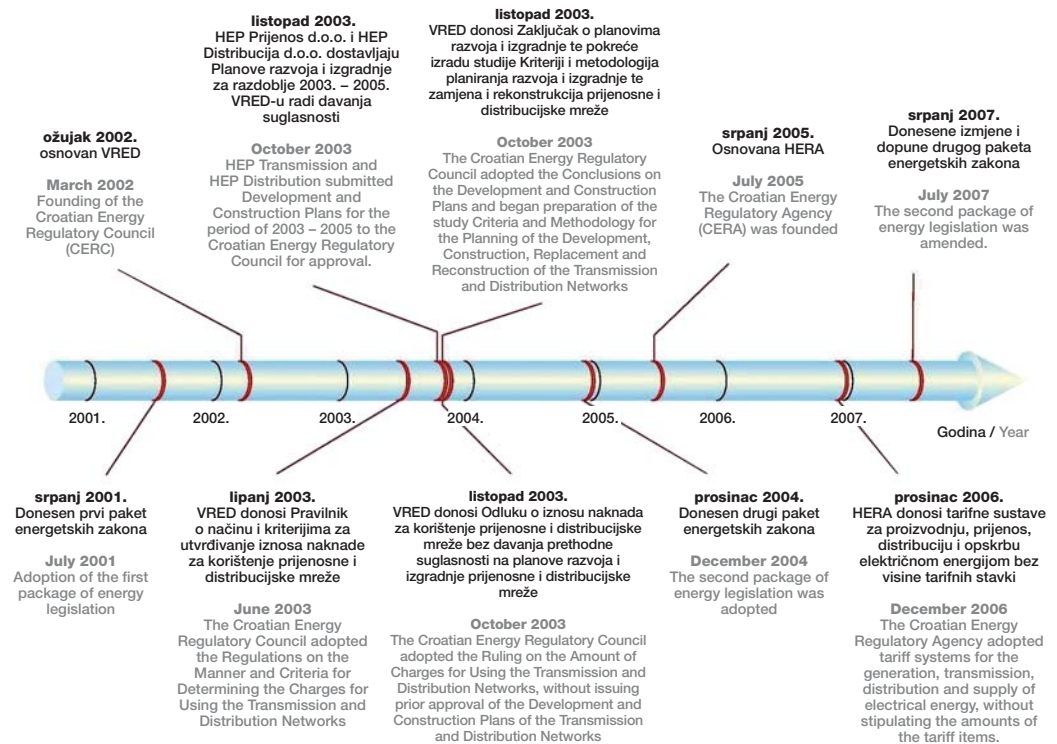 ožujak 2002.
osnovan VRED
March 2002
Founding of the
Croatian Energy
Regulatory Council
(CERC)
listopad 2003.
HEP Prijenos d.o.o. i HEP
Distribucija d.o.o. dostavljaju
Planove razvoja i izgradnje
za razdoblje 2003. – 2005.
VRED-u radi davanja
suglasnosti
October 2003
HEP Transmission and
HEP Distribution submitted
Development and
Construction Plans for the
period of 2003 – 2005 to the
Croatian Energy Regulatory
Council for approval.
listopad 2003.
VRED donosi Zaključak o planovima
razvoja i izgradnje te pokreće
izradu studije Kriteriji i metodologija
planiranja razvoja i izgradnje te
zamjena i rekonstrukcija prijenosne i
distribucijske mreže
October 2003
The Croatian Energy Regulatory
Council adopted the Conclusions on
the Development and Construction
Plans and began preparation of the
study Criteria and Methodology for
the Planning of the Development,
Construction, Replacement and
Reconstruction of the Transmission
and Distribution Networks
srpanj 2005.
Osnovana HERA
July 2005
The Croatian Energy
Regulatory Agency
(CERA) was founded
srpanj 2007.
Donesene izmjene i
dopune drugog paketa
energetskih zakona
July 2007
The second package of
energy legislation was
amended.
2001.
2002.
2003.
2004.
2005.
2006.
2007.
Godina / Year
srpanj 2001.
Donesen prvi paket
energetskih zakona
July 2001
Adoption of the first
package of energy
legislation
lipanj 2003.
VRED donosi Pravilnik
o načinu i kriterijima za
utvrđivanje iznosa naknade
za korištenje prijenosne i
distribucijske mreže
June 2003
The Croatian Energy
Regulatory Council adopted
the Regulations on the
Manner and Criteria for
Determining the Charges for
Using the Transmission and
Distribution Networks
listopad 2003.
VRED donosi Odluku o iznosu naknada
za korištenje prijenosne i distribucijske
mreže bez davanja prethodne
suglasnosti na planove razvoja i
izgradnje prijenosne i distribucijske
mreže
October 2003
The Croatian Energy Regulatory Council
adopted the Ruling on the Amount of
Charges for Using the Transmission and
Distribution Networks, without issuing
prior approval of the Development and
Construction Plans of the Transmission
and Distribution Networks
prosinac 2004.
Donesen drugi paket
energetskih zakona
December 2004
The second package of
energy legislation was
adopted
prosinac 2006.
HERA donosi tarifne sustave
za proizvodnju, prijenos,
distribuciju i opskrbu
električnom energijom bez
visine tarifnih stavki
December 2006
The Croatian Energy
Regulatory Agency adopted
tariff systems for the
generation, transmission,
distribution and supply of
electrical energy, without
stipulating the amounts of
the tariff items.